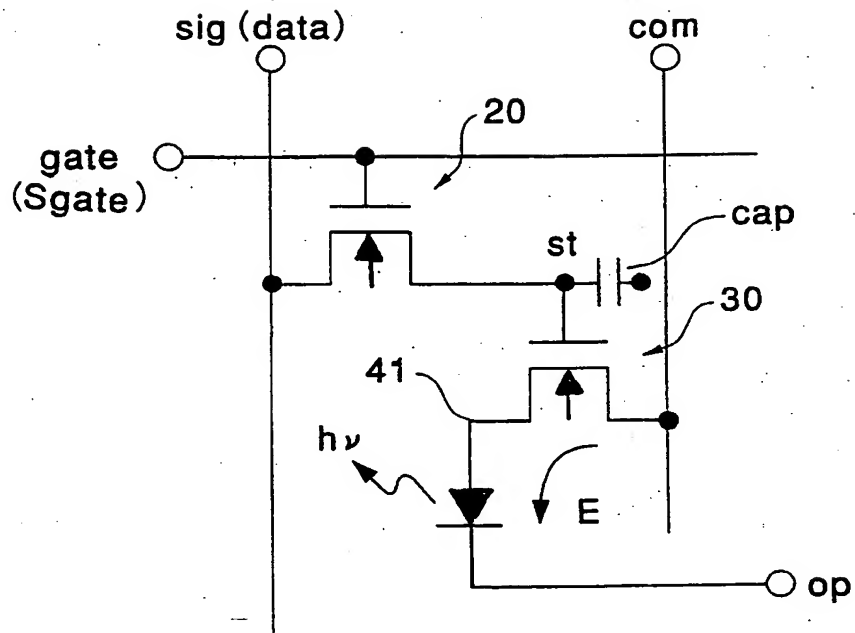 sig (data)
com
20
gate
(Sgate)
cap
st
30
41
hν
E
op